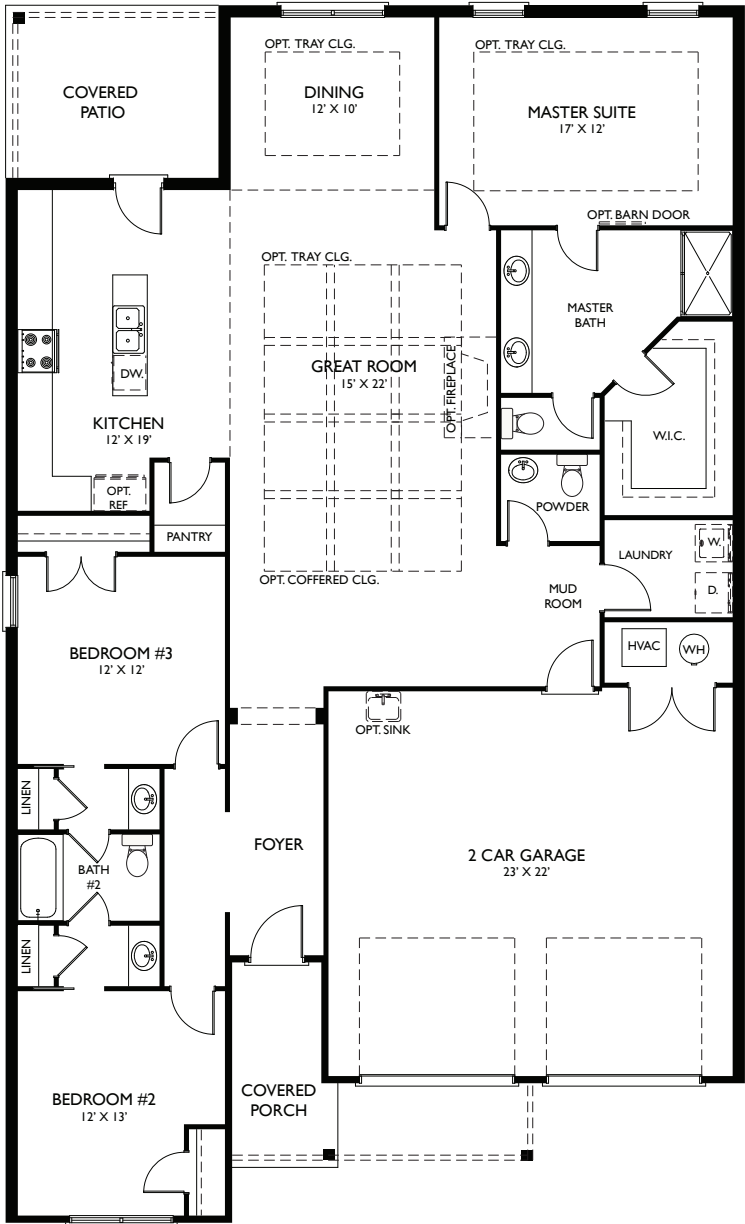 OPT. TRAY CLG.
DINING
12' X 10'
OPT. TRAY CLG.
MASTER SUITE
17' X 12'
COVERED
PATIO
OPT. BARN DOOR
OPT. TRAY CLG.
MASTER
BATH
GREAT ROOM
15' X 22'
OPT. FIREPLACE
DW.
KITCHEN
12' X 19'
W.I.C.
OPT.
REF
POWDER
PANTRY
LAUNDRY
W.
D.
OPT. COFFERED CLG.
MUD
ROOM
HVAC
WH
BEDROOM #3
12' X 12'
OPT. SINK
LINEN
FOYER
2 CAR GARAGE
23' X 22'
BATH
#2
LINEN
BEDROOM #2
12' X 13'
COVERED
PORCH